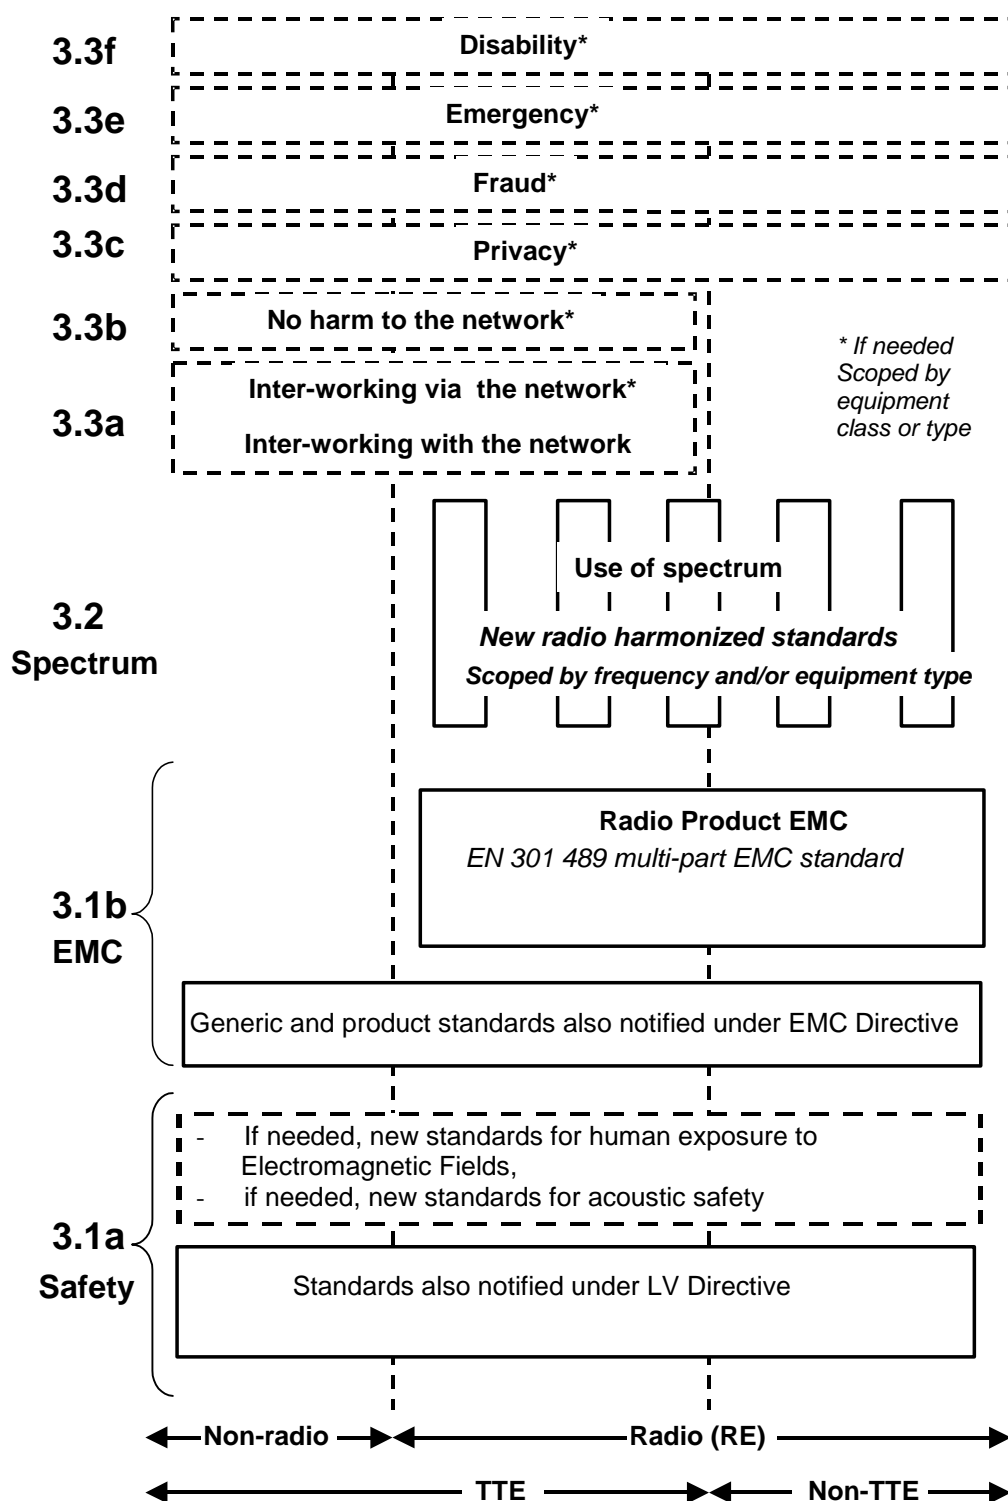 3.3f
Disability*
3.3e
Emergency*
3.3d
Fraud*
3.3c
Privacy*
3.3b
No harm to the network*
3.3a
Inter-working via the network*
Inter-working with the network
* If needed
Scoped by
equipment
class or type
3.2
Spectrum
Use of spectrum
New radio harmonized standards
Scoped by frequency and/or equipment type
3.1b
EMC
Radio Product EMC
EN 301 489 multi-part EMC standard
Generic and product standards also notified under EMC Directive
3.1a
Safety
- If needed, new standards for human exposure to
Electromagnetic Fields,
- if needed, new standards for acoustic safety
Standards also notified under LV Directive
Non-radio
Radio (RE)
TTE
Non-TTE